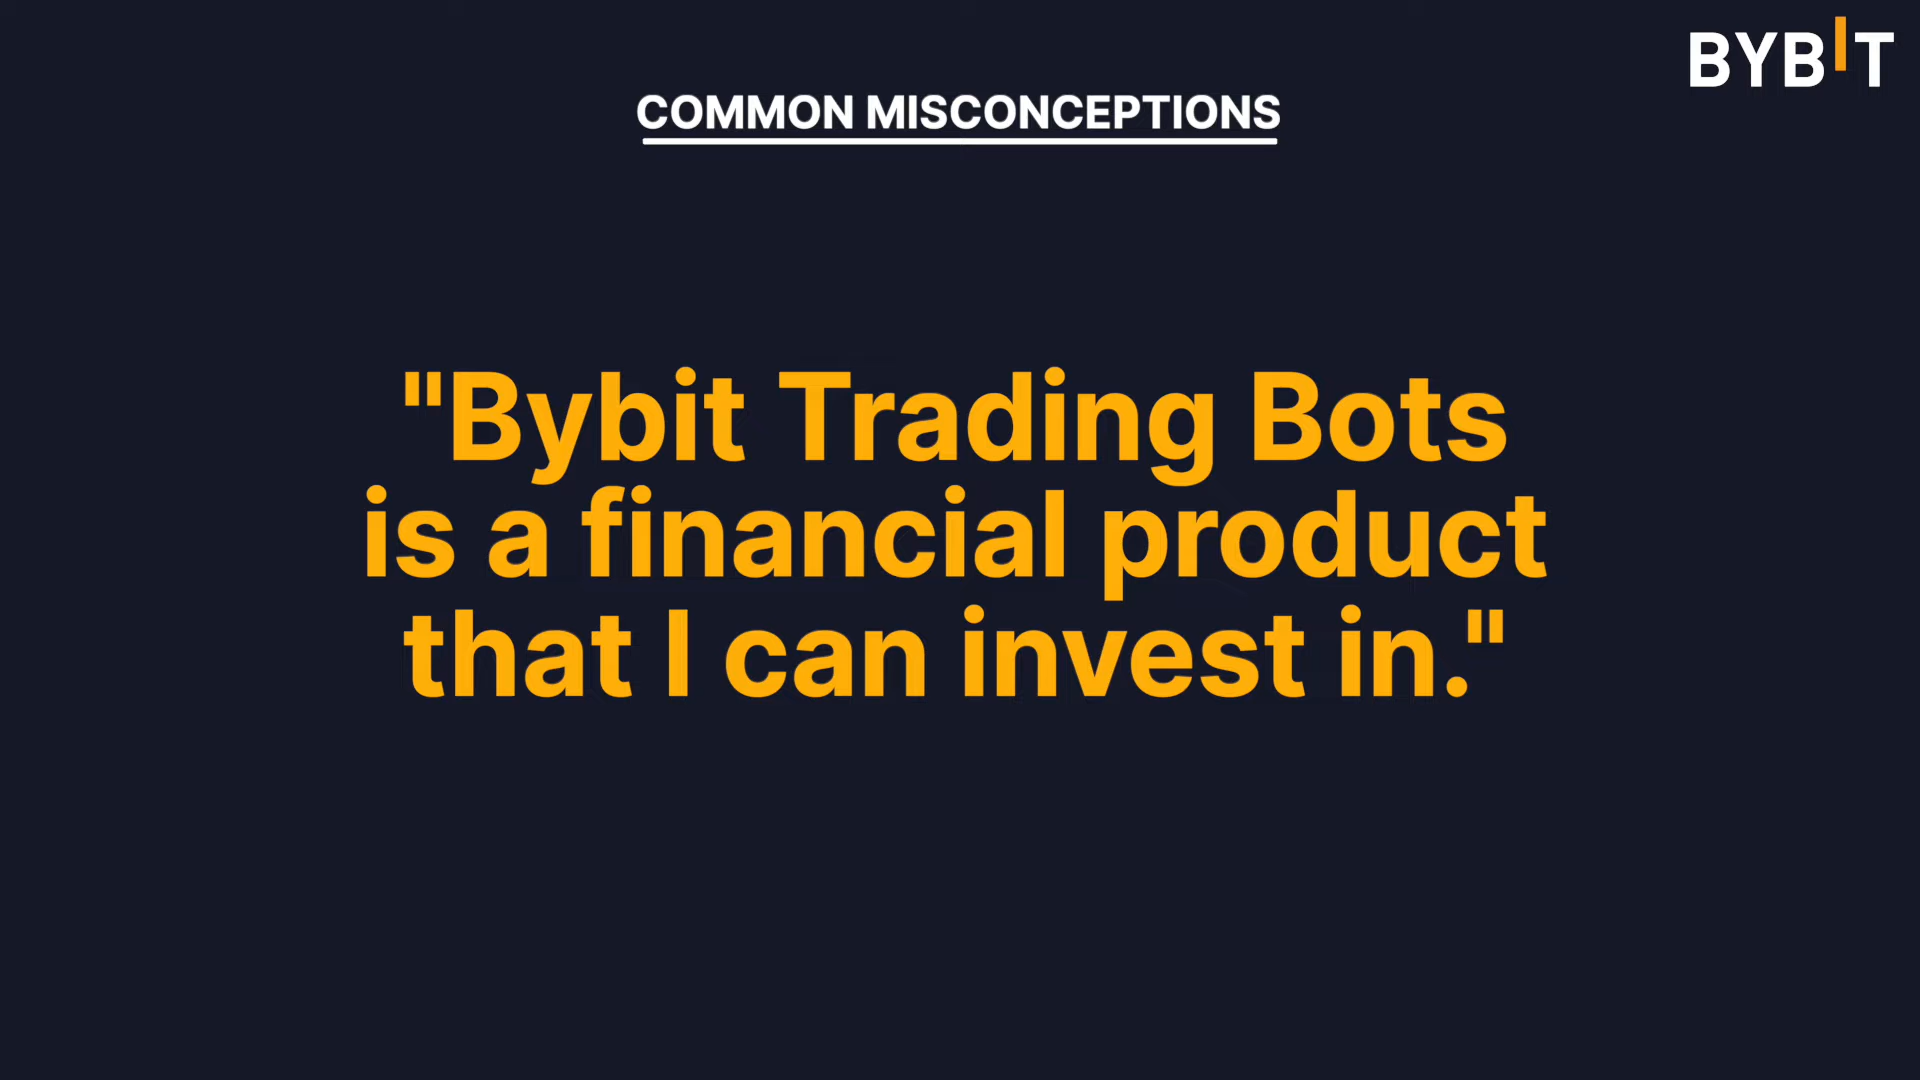 BYBIT
COMMON MISCONCEPTIONS
"Bybit Trading Bots
is a financial product
that I can invest in."